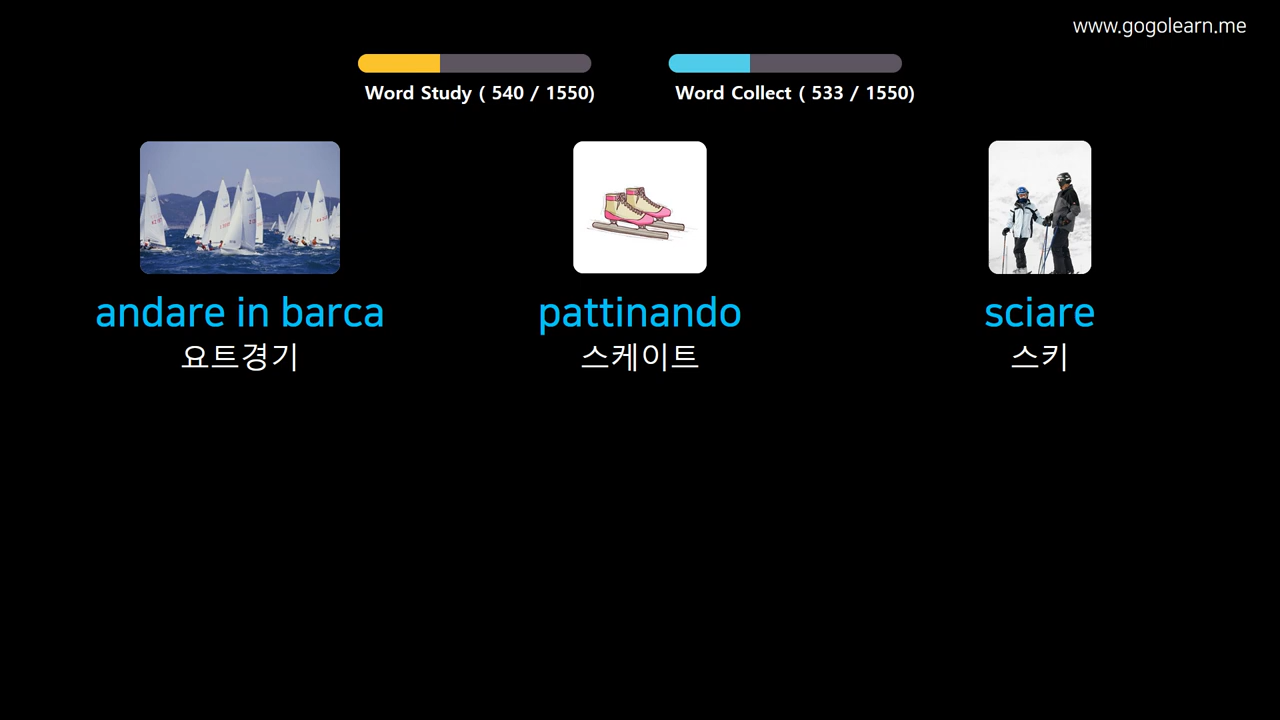 www.gogolearn.me
Word Study ( 540 / 1550)
Word Collect ( 533 / 1550)
andare in barca
요트경기
pattinando
스케이트
sciare
스키